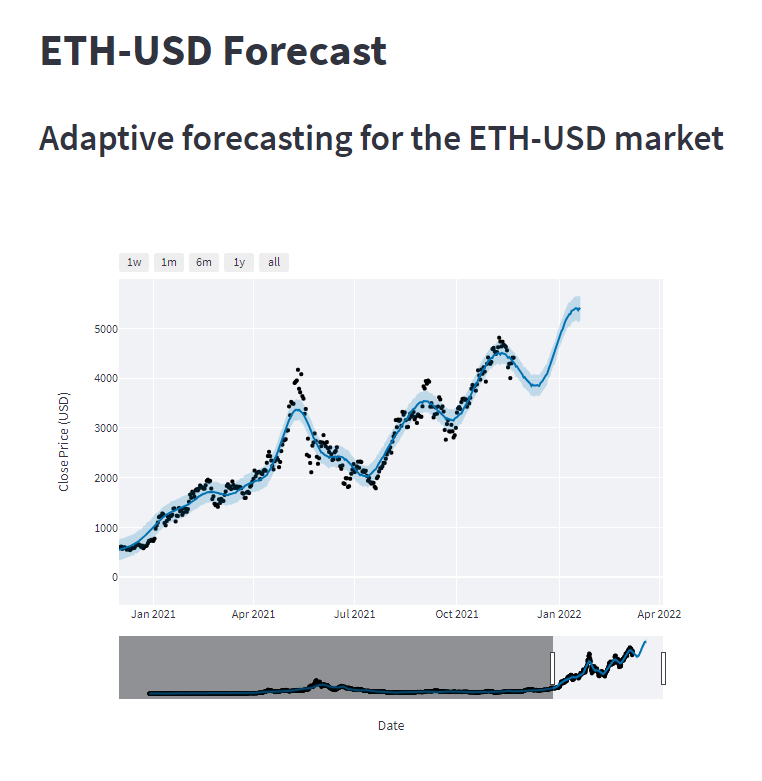 ETH-USD Forecast
Adaptive forecasting for the ETH-USD market
1w 1m 6m 1y all
5000
4000
3000
2000
1000
0
Close Price (USD)
Jan 2021 Apr 2021 Jul 2021 Oct 2021 Jan 2022 Apr 2022
Date